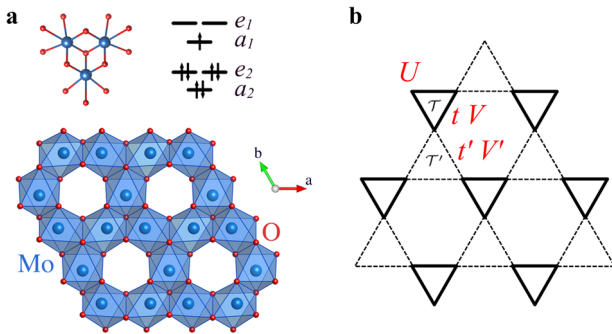 a
e₁
a₁
e₂
a₂
b
a
O
Mo
b
U
𝒯
t V
t' V'
𝒯'